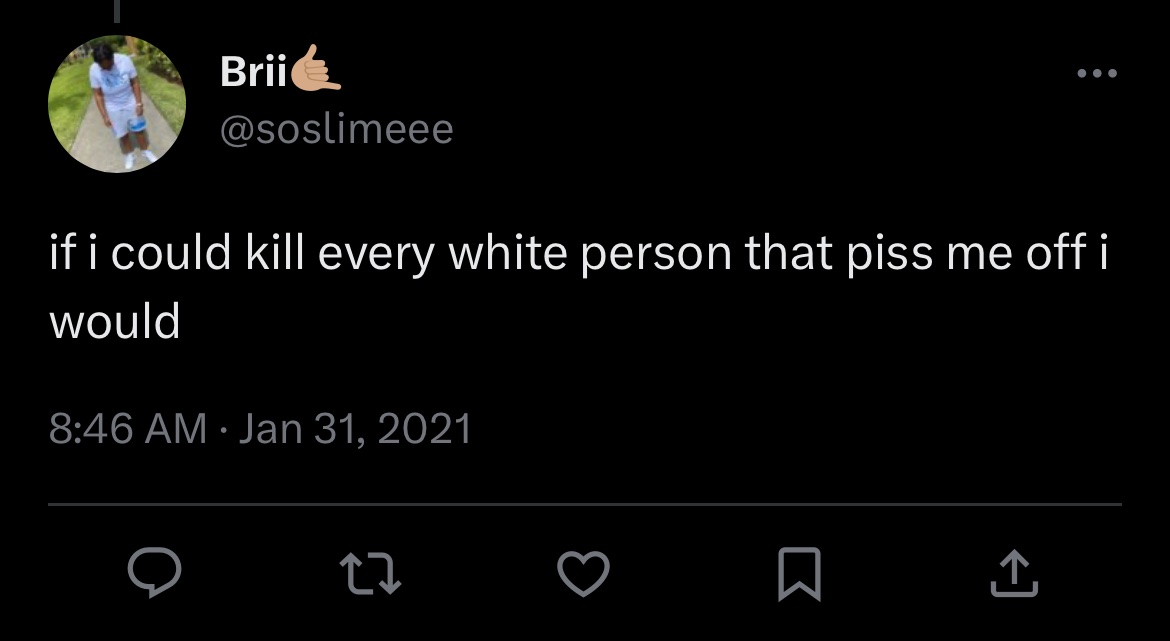 Brii🤙🏼
@soslimeee
if i could kill every white person that piss me off i
would
8:46 AM · Jan 31, 2021